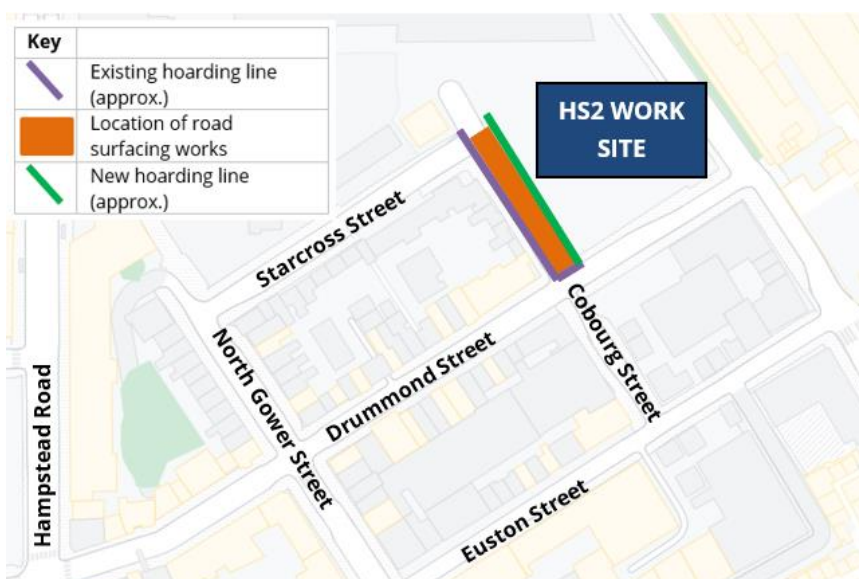 Key
Existing hoarding line
(approx.)
Location of road
surfacing works
New hoarding line
(approx.)
HS2 WORK
SITE
Starcross Street
North Gower Street
Drummond Street
Cobourg Street
Hampstead Road
Euston Street